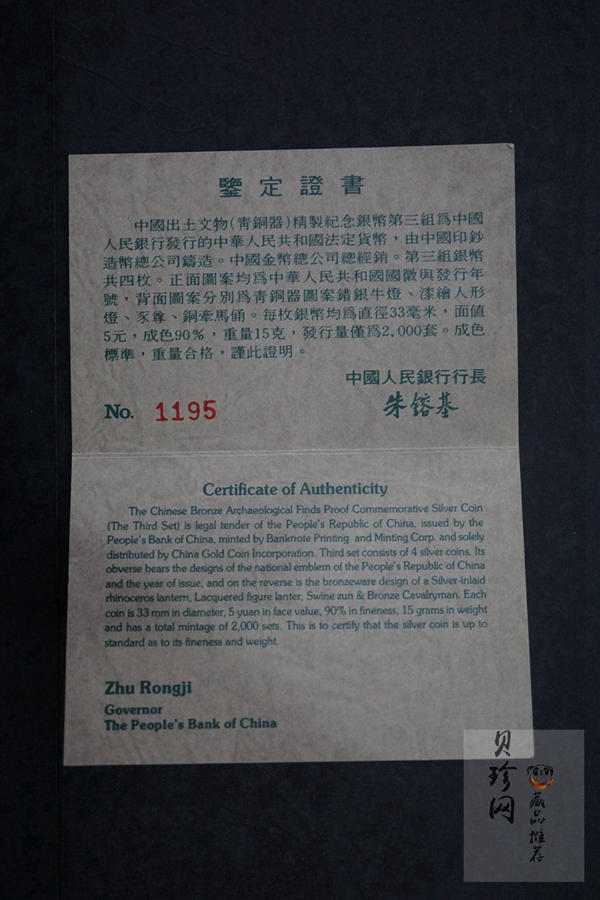 鑒定證書
中國出土文物(靑銅器)精製紀念銀幣第三組爲中國
人民銀行發行的中華人民共和國法定貨幣，由中國印鈔
造幣總公司鑄造。中國金幣總公司總經銷。第三組銀幣
共四枚。正面圖案均爲中華人民共和國國徽與發行年
號，背面圖案分別爲靑銅器圖案錯銀牛燈、漆繪人形
燈、豕尊、銅牽馬俑。每枚銀幣均爲直徑33毫米，面値
5元，成色90%，重量15克，發行量僅爲2,000套。成色
標準，重量合格，謹此證明。
中國人民銀行行長
No. 1195 朱鎔基
Certificate of Authenticity
The Chinese Bronze Archaeological Finds Proof Commemorative Silver Coin
(The Third Set) is legal tender of the People's Republic of China, issued by the
People's Bank of China, minted by Banknote Printing and Minting Corp. and solely
distributed by China Gold Coin Incorporation. Third set consists of 4 silver coins. Its
obverse bears the designs of the national emblem of the People's Republic of China
and the year of issue, and on the reverse is the bronzeware design of a Silver-inlaid
rhinoceros lantern, Lacquered figure lanter, Swine zun & Bronze Cavalryman. Each
coin is 33 mm in diameter, 5 yuan in face value, 90% in fineness, 15 grams in weight
and has a total mintage of 2,000 sets. This is to certify that the silver coin is up to
standard as to its fineness and weight.
Zhu Rongji
Governor
The People's Bank of China
贝珍网
藏品推荐